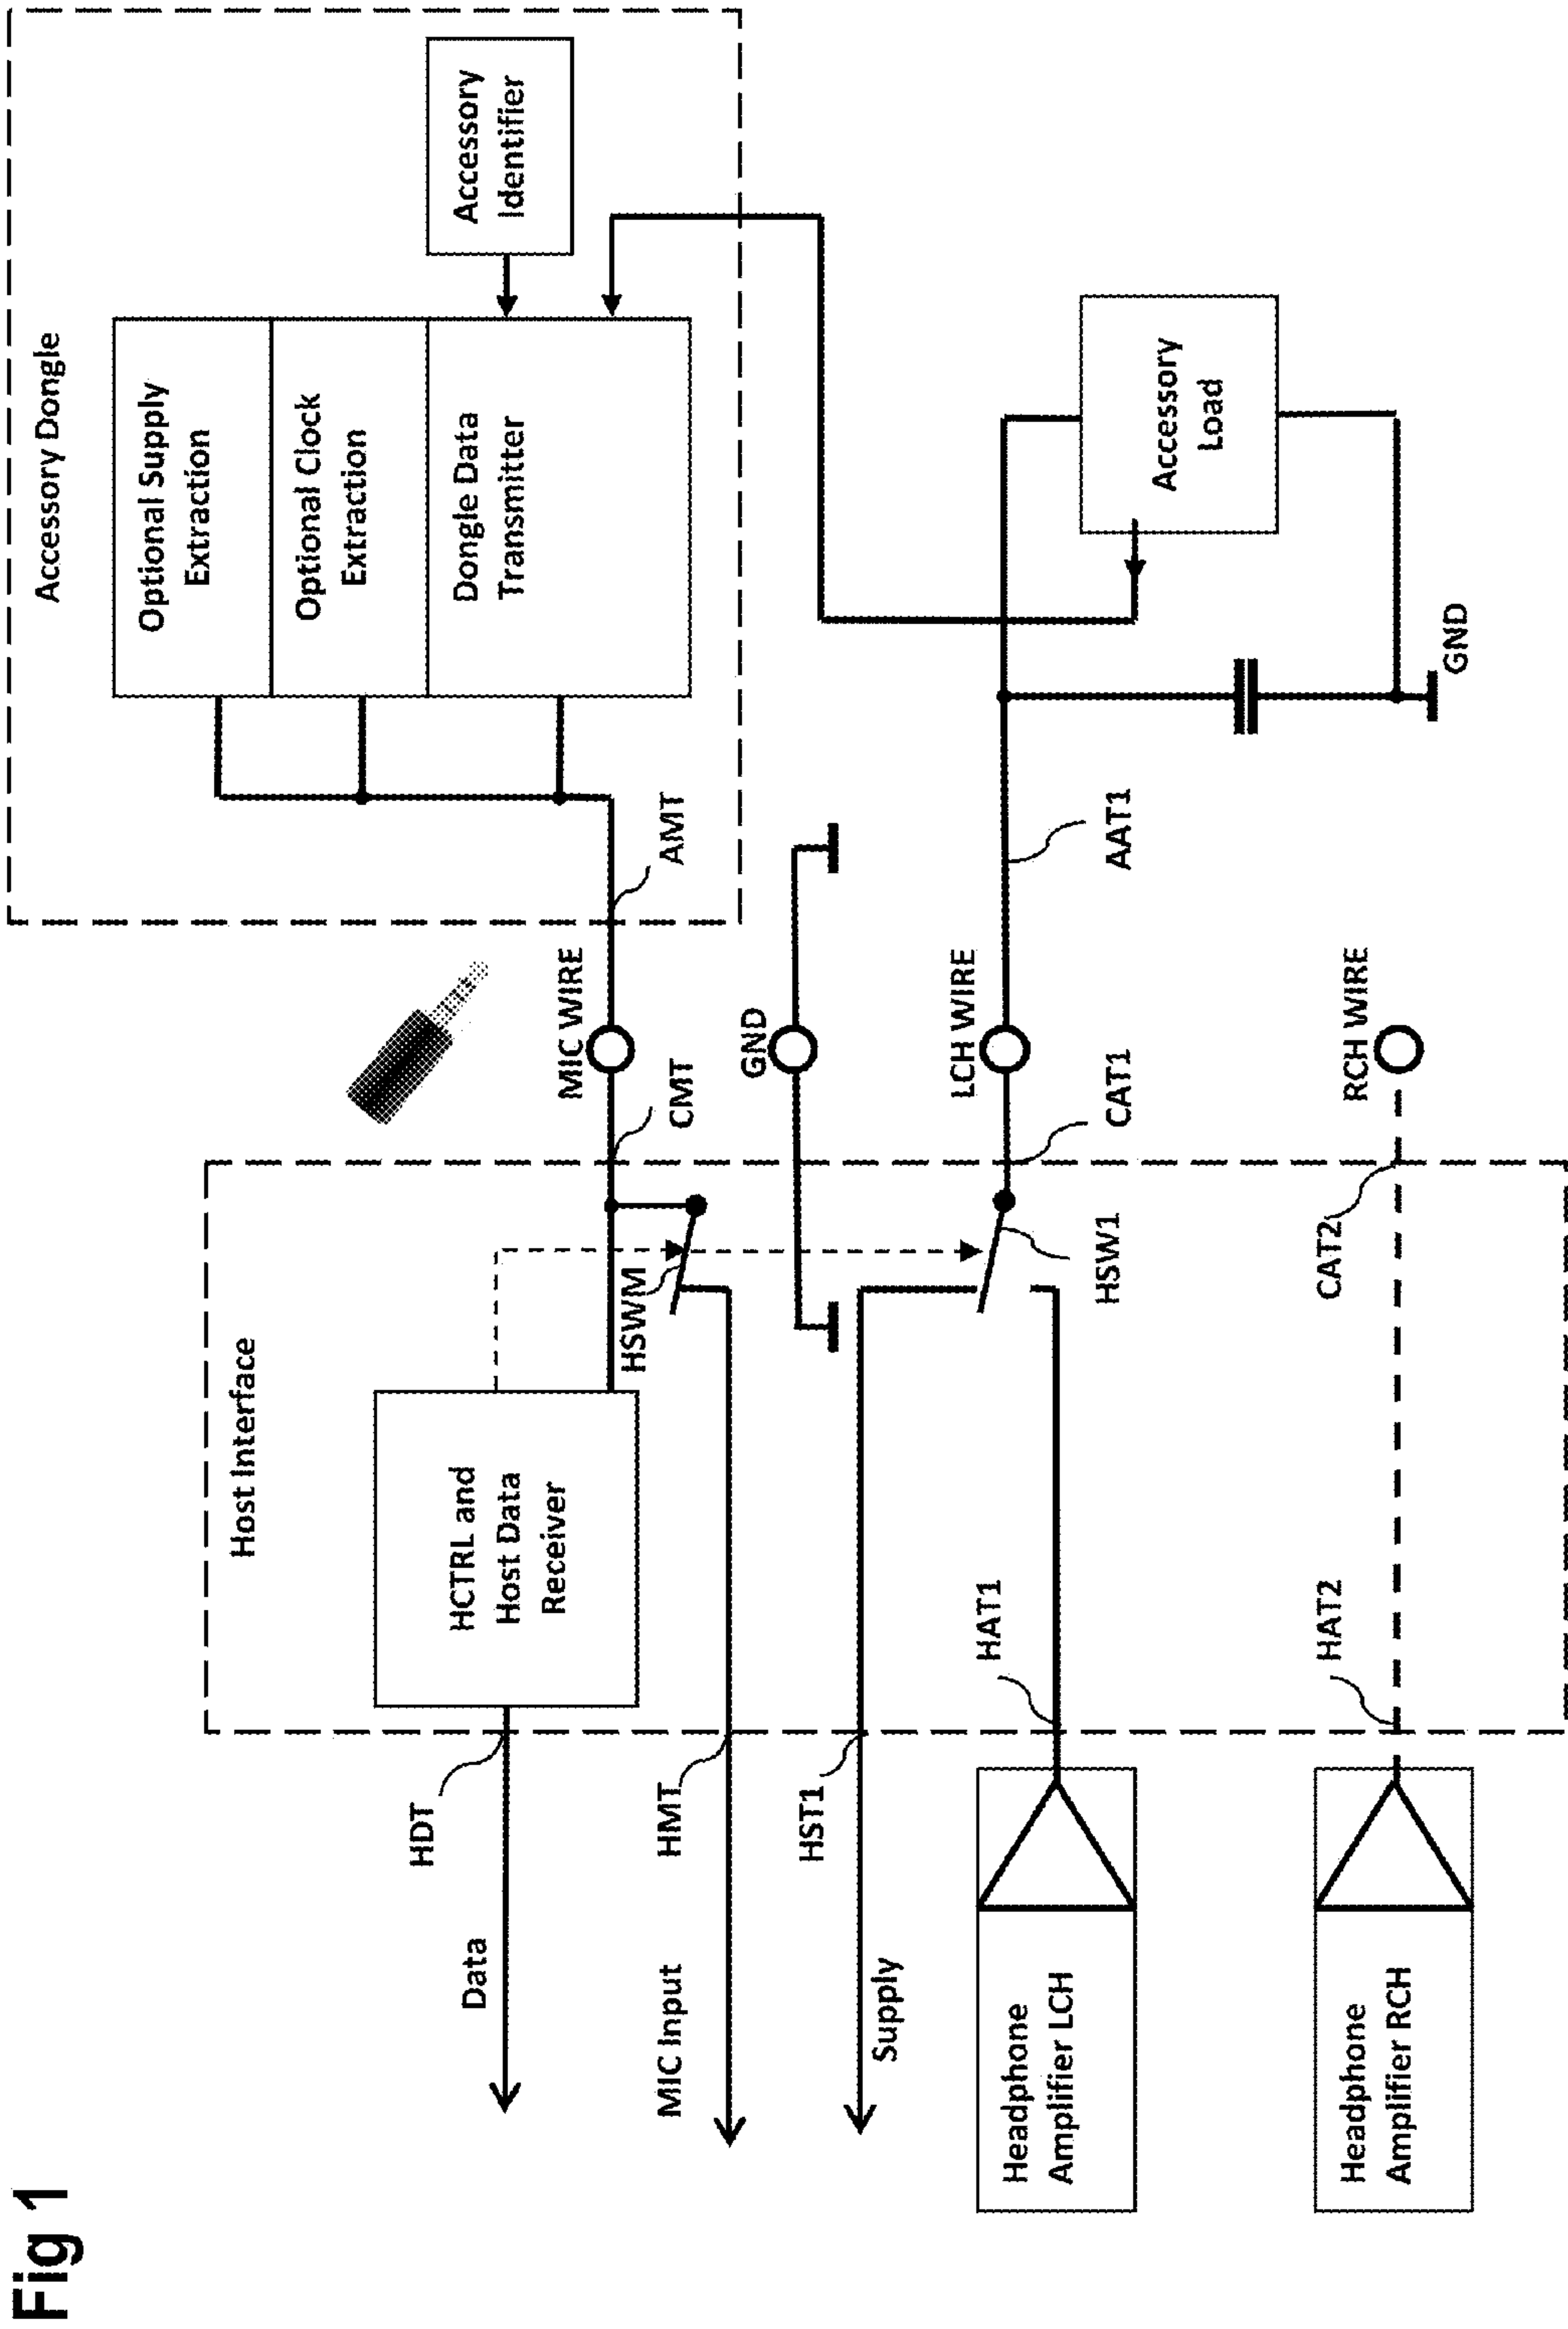 Fig 1
Accessory Dongle
Optional Supply
Extraction
Optional Clock
Extraction
Dongle Data
Transmitter
Accessory
Identifier
Host Interface
HCTRL and
Host Data
Receiver
HDT
Data
HSWM
CMT
MIC WIRE
AMT
HMT
MIC Input
GND
HST1
Supply
LCH WIRE
CAT1
AAT1
HSW1
HAT1
Headphone
Amplifier LCH
Accessory
Load
GND
RCH WIRE
CAT2
HAT2
Headphone
Amplifier RCH